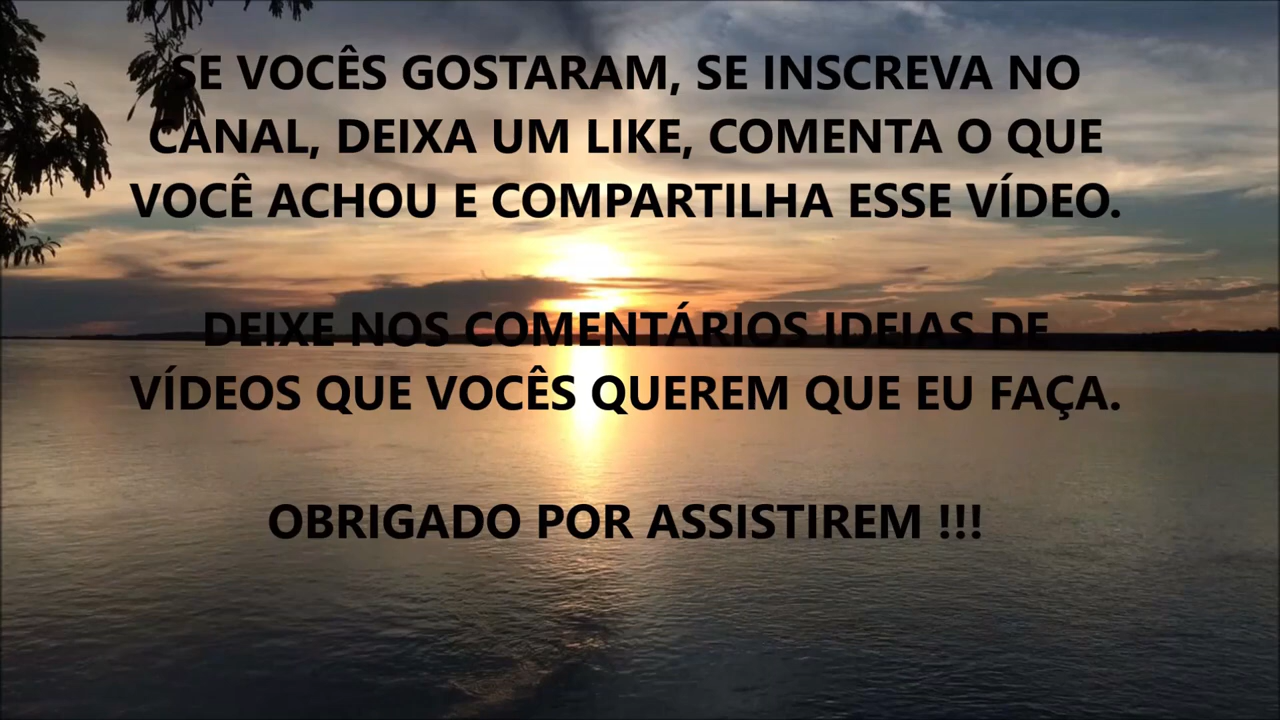 SE VOCÊS GOSTARAM, SE INSCREVA NO
CANAL, DEIXA UM LIKE, COMENTA O QUE
VOCÊ ACHOU E COMPARTILHA ESSE VÍDEO.
DEIXE NOS COMENTÁRIOS IDEIAS DE
VÍDEOS QUE VOCÊS QUEREM QUE EU FAÇA.
OBRIGADO POR ASSISTIREM !!!